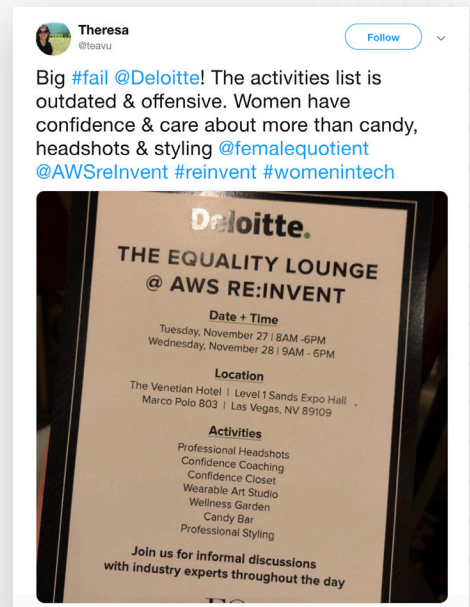 Theresa
@teavu
Follow
Big #fail @Deloitte! The activities list is
outdated & offensive. Women have
confidence & care about more than candy,
headshots & styling @femalequotient
@AWSreInvent #reinvent #womenintech
Deloitte.
THE EQUALITY LOUNGE
@ AWS RE:INVENT
Date + Time
Tuesday, November 27 | 8AM -6PM
Wednesday, November 28 | 9AM - 6PM
Location
The Venetian Hotel | Level 1 Sands Expo Hall
Marco Polo 803 | Las Vegas, NV 89109
Activities
Professional Headshots
Confidence Coaching
Confidence Closet
Wearable Art Studio
Wellness Garden
Candy Bar
Professional Styling
Join us for informal discussions
with industry experts throughout the day